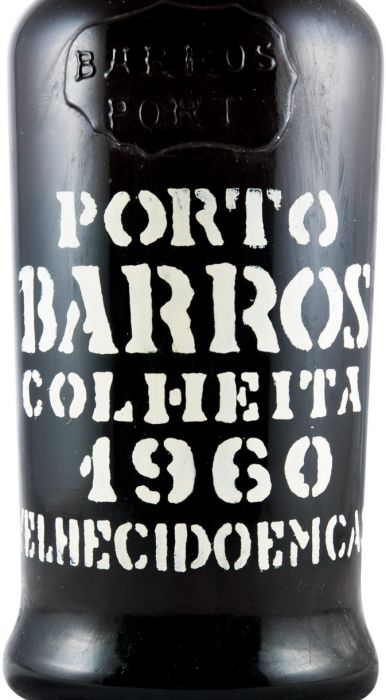 BARROS
PORT
PORTO
BARROS
COLHEITA
1960
ELHECIDOEMCA